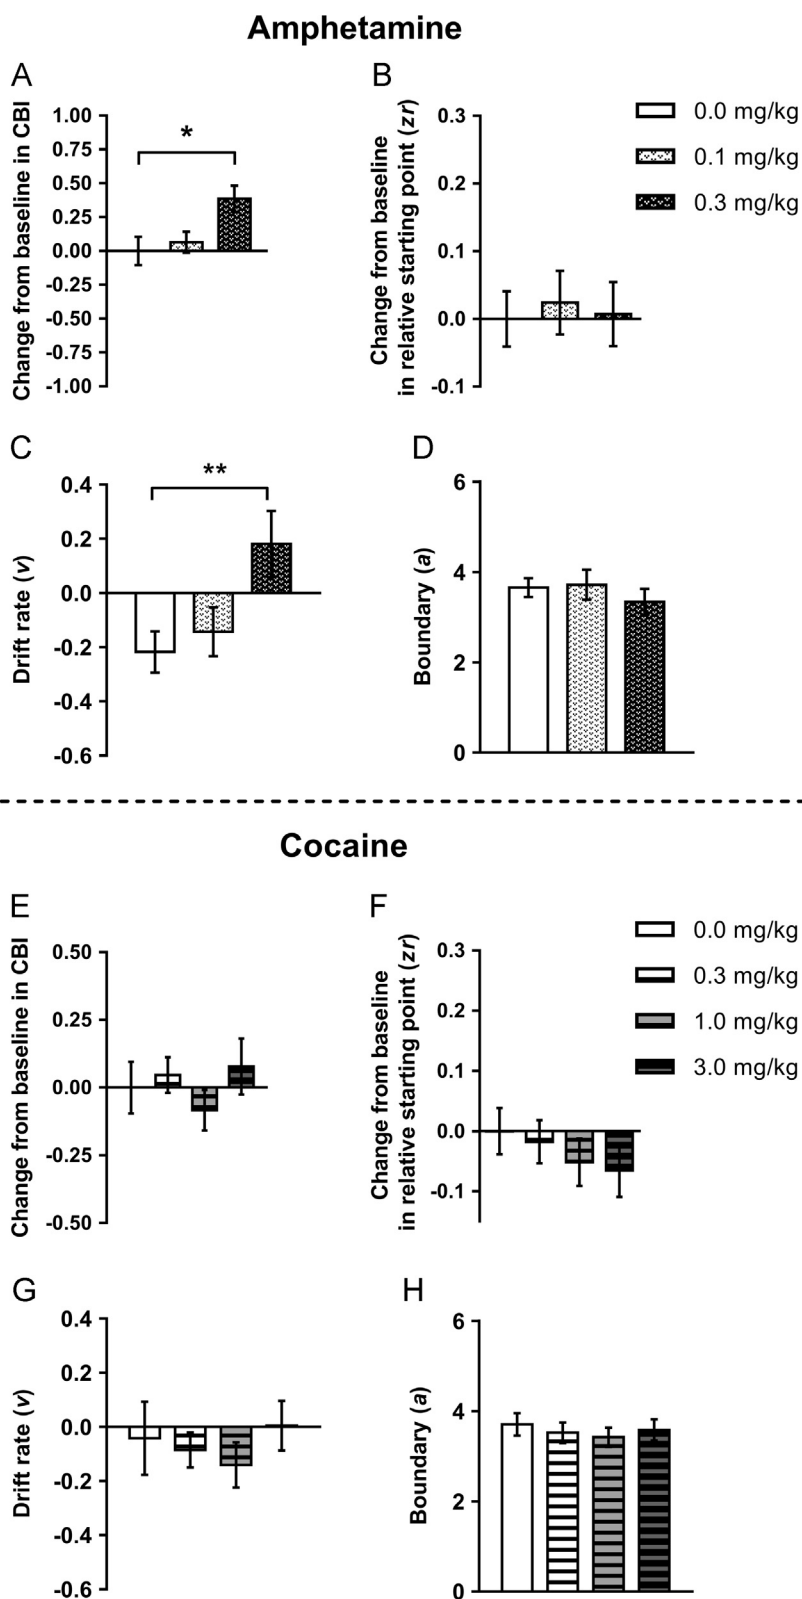 Amphetamine
A
Change from baseline in CBI
1.00
0.75
0.50
0.25
0.00
-0.25
-0.50
-0.75
-1.00
*
B
Change from baseline
in relative starting point (zr)
0.3
0.2
0.1
0.0
-0.1
0.0 mg/kg
0.1 mg/kg
0.3 mg/kg
C
Drift rate (v)
0.4
0.2
0.0
-0.2
-0.4
-0.6
**
D
Boundary (a)
6
4
2
0
Cocaine
E
Change from baseline in CBI
0.50
0.25
0.00
-0.25
-0.50
F
Change from baseline
in relative starting point (zr)
0.3
0.2
0.1
0.0
-0.1
0.0 mg/kg
0.3 mg/kg
1.0 mg/kg
3.0 mg/kg
G
Drift rate (v)
0.4
0.2
0.0
-0.2
-0.4
-0.6
H
Boundary (a)
6
4
2
0